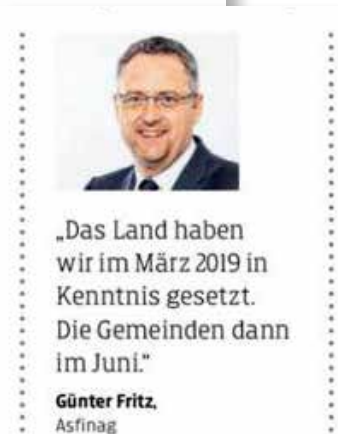 „Das Land haben
wir im März 2019 in
Kenntnis gesetzt.
Die Gemeinden dann
im Juni.“
Günter Fritz,
Asfinag